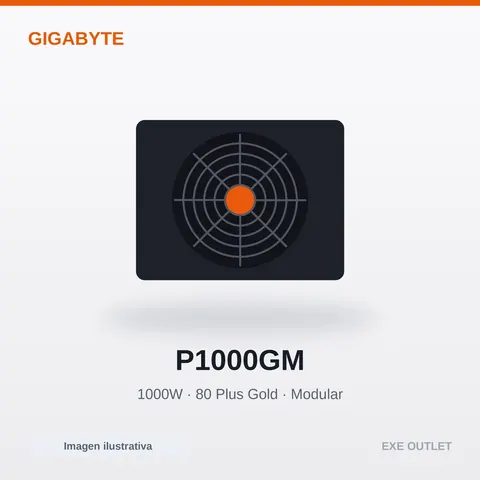 GIGABYTE
P1000GM
1000W · 80 Plus Gold · Modular
Imagen ilustrativa
EXE OUTLET